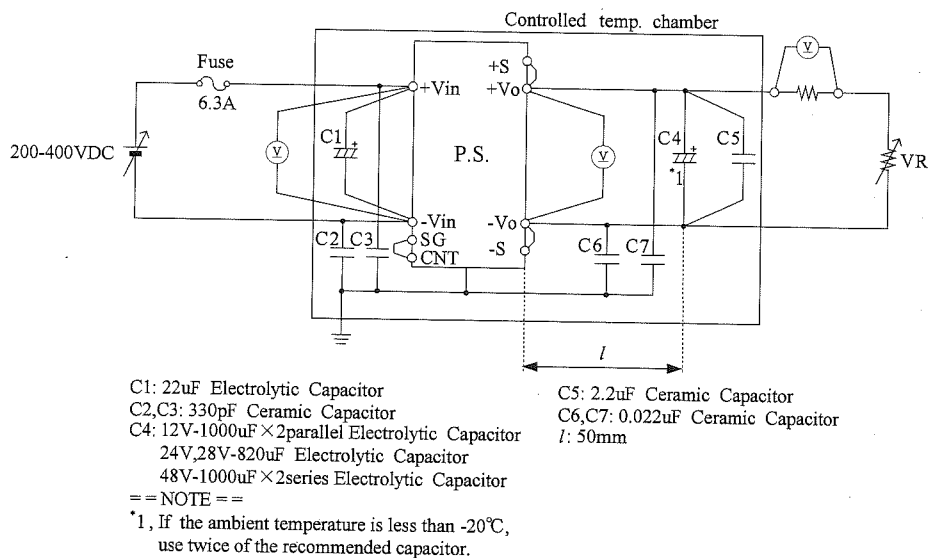 Controlled temp. chamber
Fuse
6.3A
200-400VDC
V
C1
+
+Vin
-Vin
SG
CNT
P.S.
+S
+Vo
-Vo
-S
V
C2
C3
C4
+
*1
C5
C6
C7
V
VR
l
C1: 22uF Electrolytic Capacitor
C2,C3: 330pF Ceramic Capacitor
C4: 12V-1000uF×2parallel Electrolytic Capacitor
24V,28V-820uF Electrolytic Capacitor
48V-1000uF×2series Electrolytic Capacitor
==NOTE==
*1, If the ambient temperature is less than -20℃,
use twice of the recommended capacitor.
C5: 2.2uF Ceramic Capacitor
C6,C7: 0.022uF Ceramic Capacitor
l: 50mm